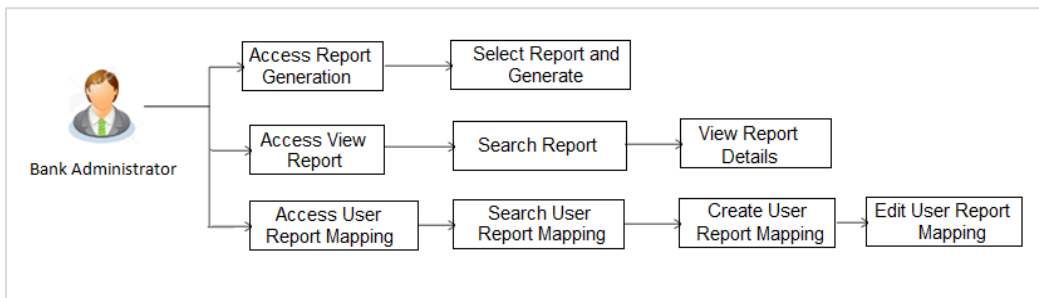 Access Report
Generation
Select Report and
Generate
Bank Administrator
Access View
Report
Search Report
View Report
Details
Access User
Report Mapping
Search User
Report Mapping
Create User
Report Mapping
Edit User Report
Mapping